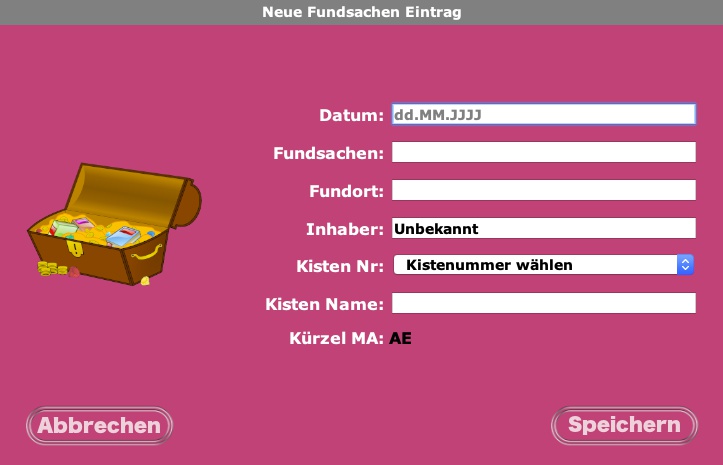 Neue Fundsachen Eintrag
Datum: dd.MM.JJJJ
Fundsachen:
Fundort:
Inhaber: Unbekannt
Kisten Nr: Kistenummer wählen
Kisten Name:
Kürzel MA: AE
Abbrechen Speichern